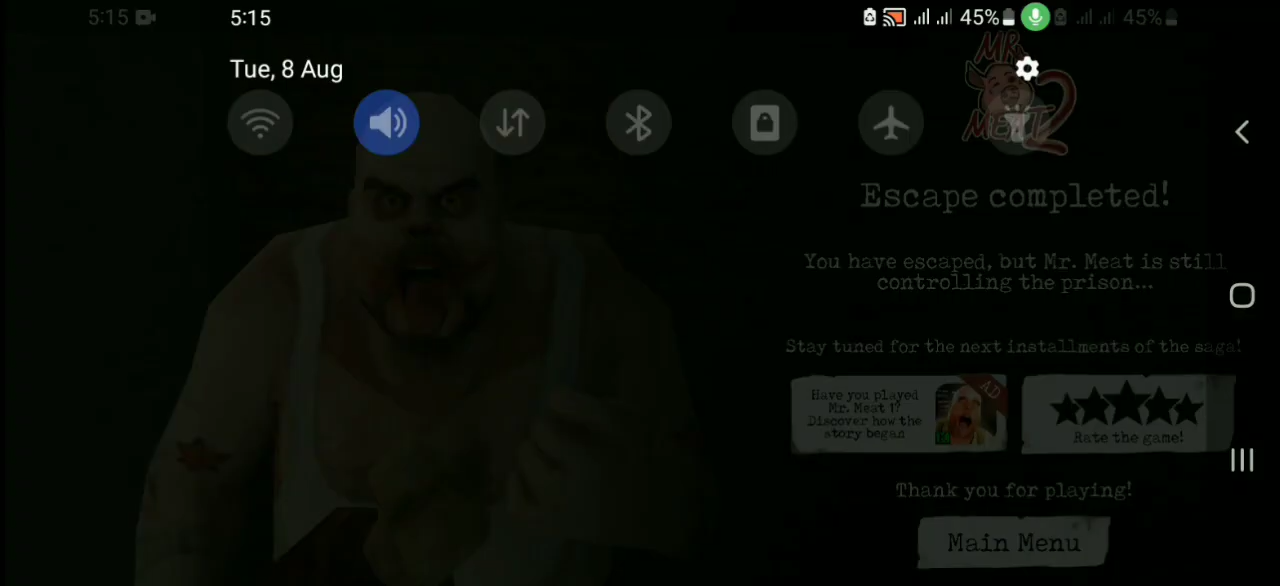 5:15
5:15
45%
45%
Tue, 8 Aug
MR.
MEAT 2
Escape completed!
You have escaped, but Mr. Meat is still
controlling the prison...
Stay tuned for the next installments of the saga!
Have you played
Mr. Meat 1?
Discover how the
story began
AD
Rate the game!
Thank you for playing!
Main Menu